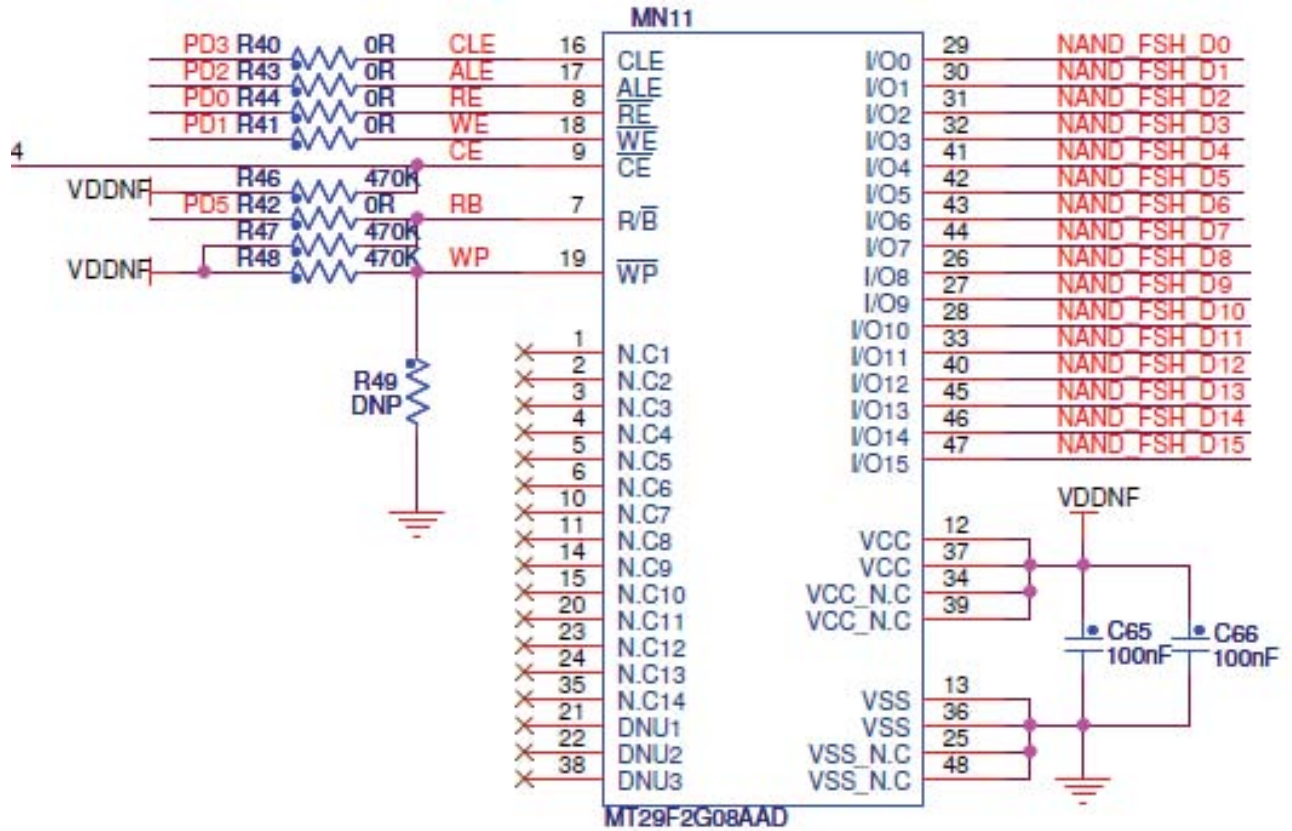 MN11
PD3 R40 0R CLE 16 CLE I/O0 29 NAND_FSH_D0
PD2 R43 0R ALE 17 ALE I/O1 30 NAND_FSH_D1
PD0 R44 0R RE 8 RE I/O2 31 NAND_FSH_D2
PD1 R41 0R WE 18 WE I/O3 32 NAND_FSH_D3
4 CE 9 CE I/O4 41 NAND_FSH_D4
VDDNF R46 470K I/O5 42 NAND_FSH_D5
PD5 R42 0R RB 7 R/B I/O6 43 NAND_FSH_D6
R47 470K I/O7 44 NAND_FSH_D7
VDDNF R48 470K WP 19 WP I/O8 26 NAND_FSH_D8
I/O9 27 NAND_FSH_D9
I/O10 28 NAND_FSH_D10
1 N.C1 I/O11 33 NAND_FSH_D11
2 N.C2 I/O12 40 NAND_FSH_D12
R49
DNP
3 N.C3 I/O13 45 NAND_FSH_D13
4 N.C4 I/O14 46 NAND_FSH_D14
5 N.C5 I/O15 47 NAND_FSH_D15
6 N.C6
VDDNF
10 N.C7
11 N.C8 VCC 12
14 N.C9 VCC 37
15 N.C10 VCC_N.C 34
20 N.C11 VCC_N.C 39
C65
100nF
C66
100nF
23 N.C12
24 N.C13
35 N.C14 VSS 13
21 DNU1 VSS 36
22 DNU2 VSS_N.C 25
38 DNU3 VSS_N.C 48
MT29F2G08AAD